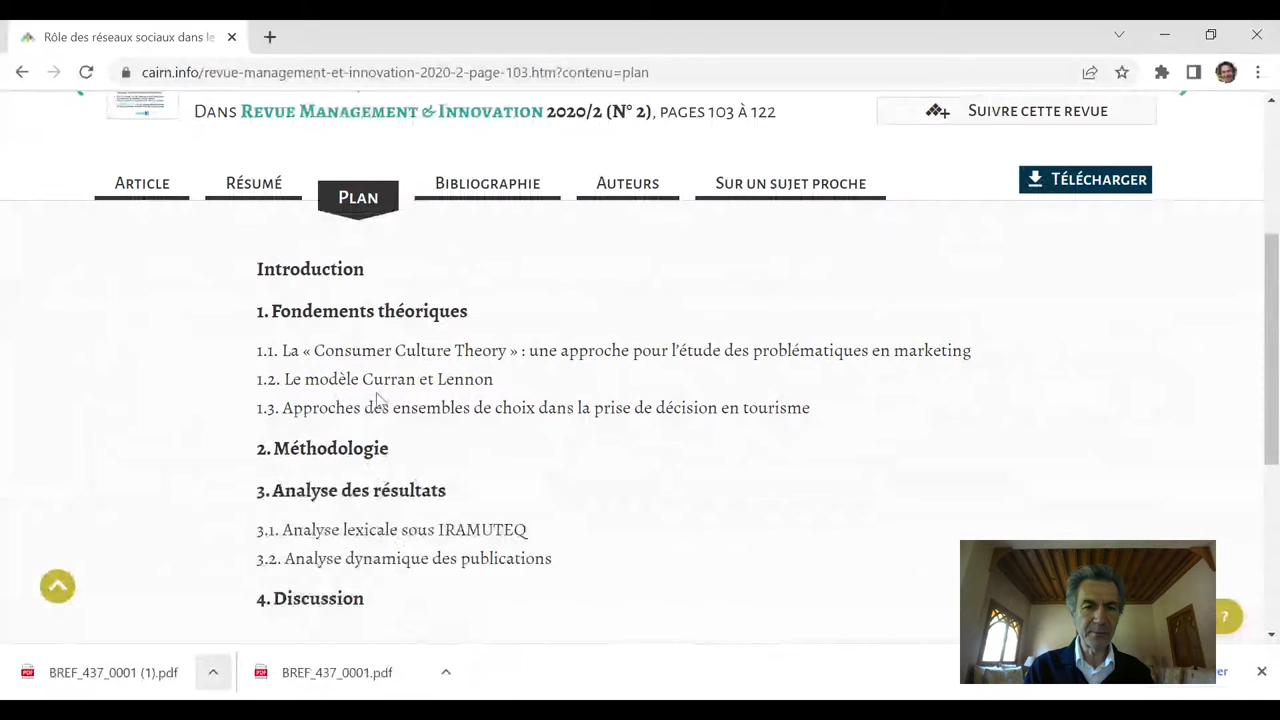 Rôle des réseaux sociaux dans le
cairn.info/revue-management-et-innovation-2020-2-page-103.htm?contenu=plan
Dans Revue Management & Innovation 2020/2 (N° 2), pages 103 à 122
Suivre cette revue
Article
Résumé
Plan
Bibliographie
Auteurs
Sur un sujet proche
Télécharger
Introduction
1. Fondements théoriques
1.1. La « Consumer Culture Theory » : une approche pour l’étude des problématiques en marketing
1.2. Le modèle Curran et Lennon
1.3. Approches des ensembles de choix dans la prise de décision en tourisme
2. Méthodologie
3. Analyse des résultats
3.1. Analyse lexicale sous IRAMUTEQ
3.2. Analyse dynamique des publications
4. Discussion
?
PDF BREF_437_0001 (1).pdf
PDF BREF_437_0001.pdf